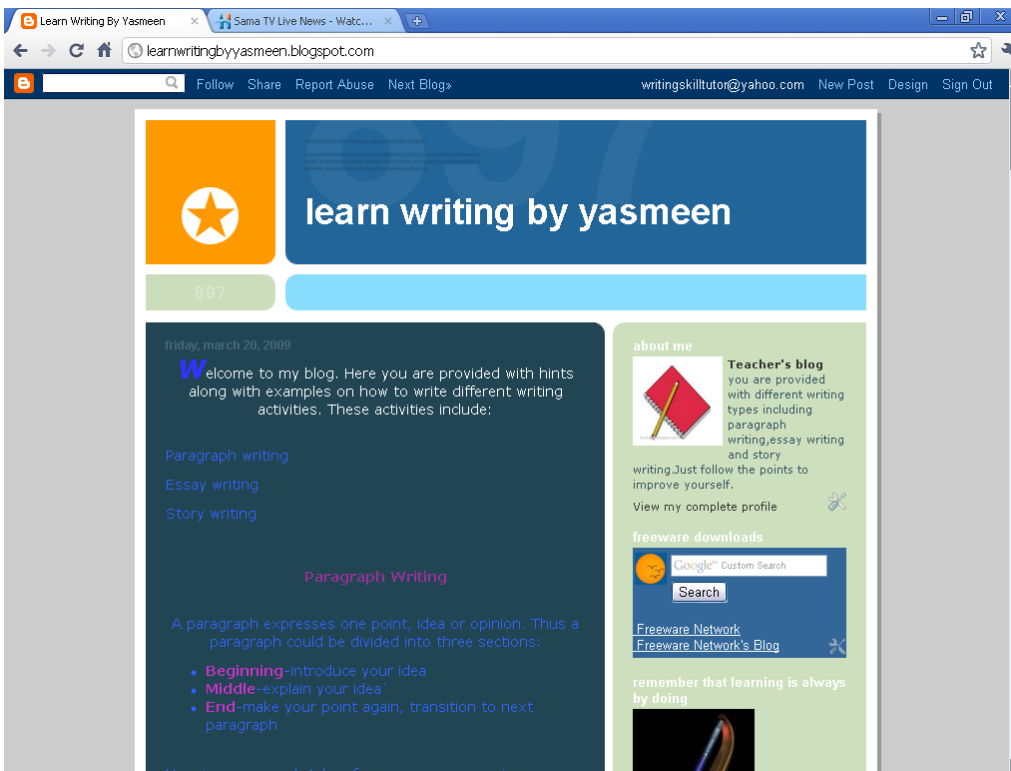 Learn Writing By Yasmeen
Sama TV Live News - Watc...
learnwritingbyyasmeen.blogspot.com
Follow Share Report Abuse Next Blog»
writingskilltutor@yahoo.com New Post Design Sign Out
897
learn writing by yasmeen
897
friday, march 20, 2009
Welcome to my blog. Here you are provided with hints
along with examples on how to write different writing
activities. These activities include:
Paragraph writing
Essay writing
Story writing
Paragraph Writing
A paragraph expresses one point, idea or opinion. Thus a
paragraph could be divided into three sections:
• Beginning-introduce your idea
• Middle-explain your idea´
• End-make your point again, transition to next
paragraph
about me
Teacher's blog
you are provided
with different writing
types including
paragraph
writing,essay writing
and story
writing.Just follow the points to
improve yourself.
View my complete profile
freeware downloads
Google™ Custom Search
Search
Freeware Network
Freeware Network's Blog
remember that learning is always
by doing